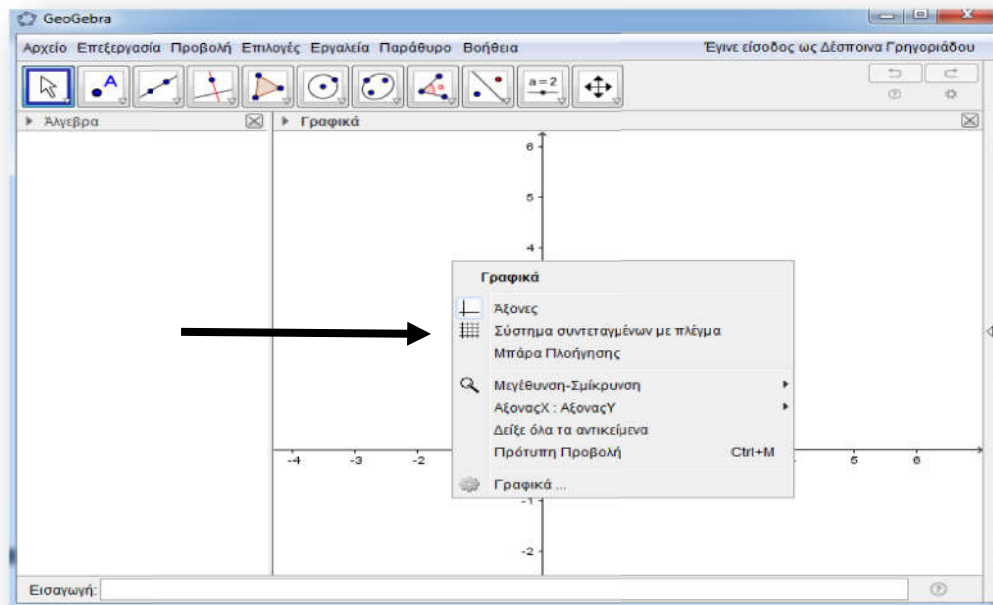 GeoGebra
Αρχείο Επεξεργασία Προβολή Επιλογές Εργαλεία Παράθυρο Βοήθεια Έγινε είσοδος ως Δέσποινα Γρηγοριάδου
A
a=2
Άλγεβρα
Γραφικά
6
5
4
Γραφικά
Άξονες
Σύστημα συντεταγμένων με πλέγμα
Μπάρα Πλοήγησης
Μεγέθυνση-Σμίκρυνση
ΑξοναςX : ΑξοναςY
Δείξε όλα τα αντικείμενα
Πρότυπη Προβολή Ctrl+M
-4 -3 -2 5 6
Γραφικά ...
-1
-2
Εισαγωγή: